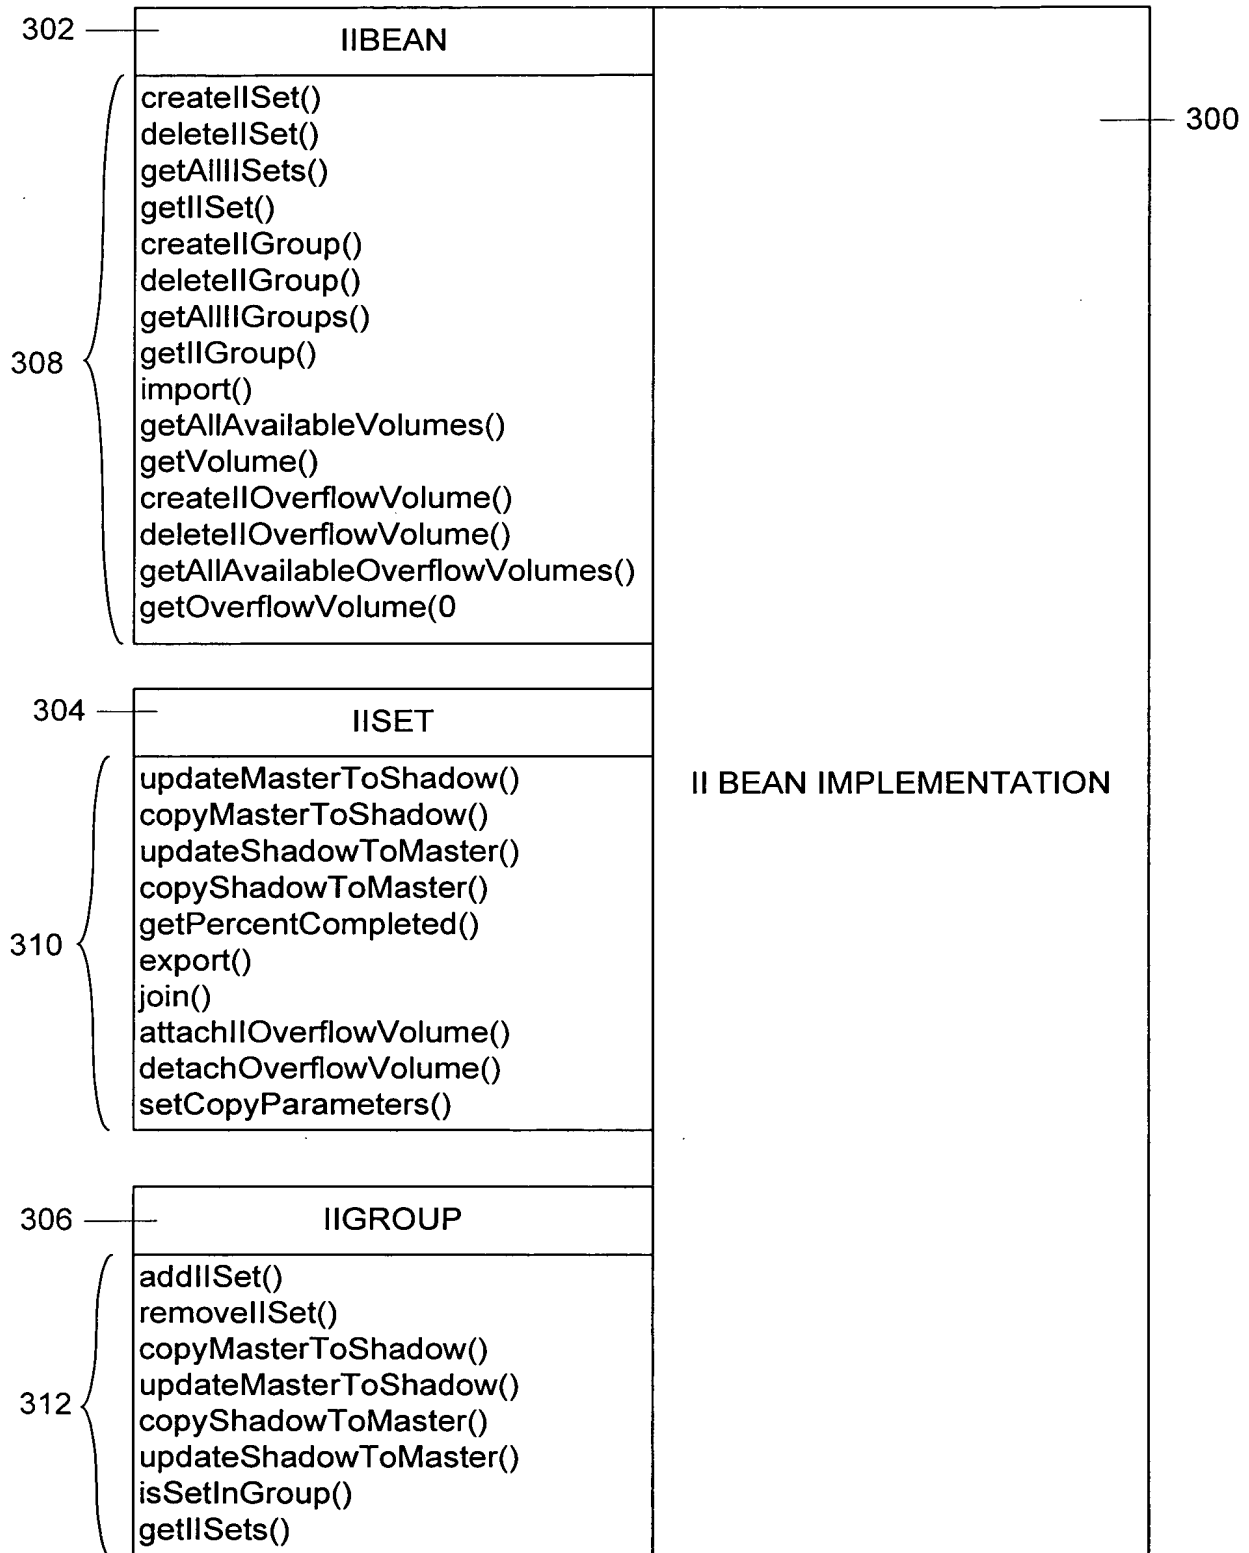 302
IIBEAN
createIISet()
deleteIISet()
getAllIISets()
getIISet()
createIIGroup()
deleteIIGroup()
getAllIIGroups()
getIIGroup()
import()
getAllAvailableVolumes()
getVolume()
createIIOverflowVolume()
deleteIIOverflowVolume()
getAllAvailableOverflowVolumes()
getOverflowVolume(0
308
300
304
IISET
updateMasterToShadow()
copyMasterToShadow()
updateShadowToMaster()
copyShadowToMaster()
getPercentCompleted()
export()
join()
attachIIOverflowVolume()
detachOverflowVolume()
setCopyParameters()
310
II BEAN IMPLEMENTATION
306
IIGROUP
addIISet()
removeIISet()
copyMasterToShadow()
updateMasterToShadow()
copyShadowToMaster()
updateShadowToMaster()
isSetInGroup()
getIISets()
312